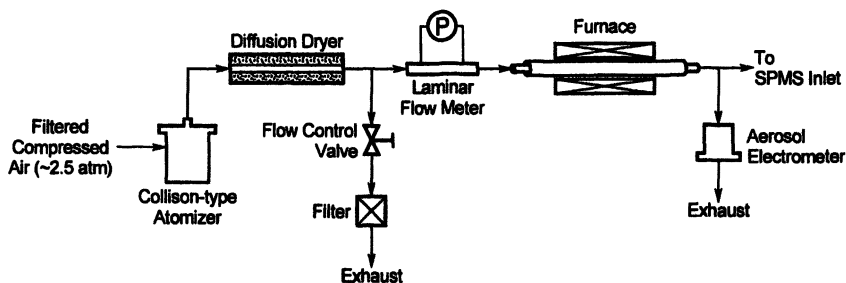 P
Furnace
Diffusion Dryer
To
SPMS Inlet
Laminar
Flow Meter
Filtered
Compressed
Air (~2.5 atm)
Flow Control
Valve
Aerosol
Electrometer
Collison-type
Atomizer
Filter
Exhaust
Exhaust